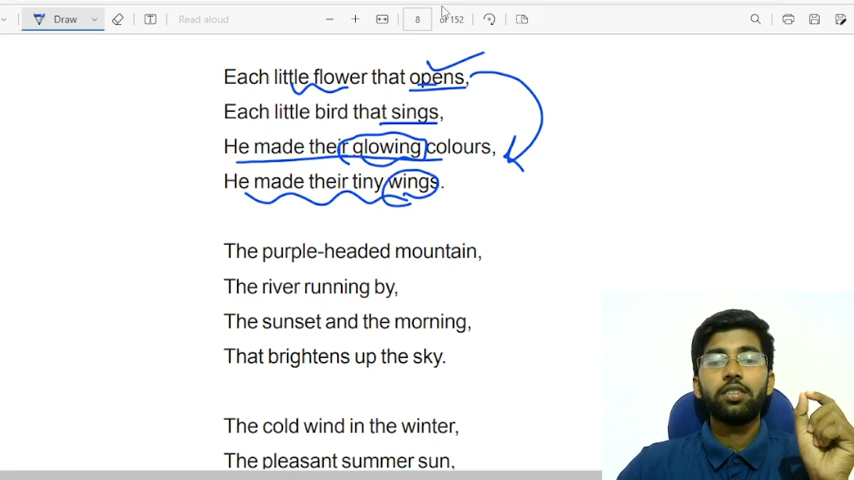 Draw
Read aloud
8
of 152
Each little flower that opens,
Each little bird that sings,
He made their glowing colours,
He made their tiny wings.
The purple-headed mountain,
The river running by,
The sunset and the morning,
That brightens up the sky.
The cold wind in the winter,
The pleasant summer sun,